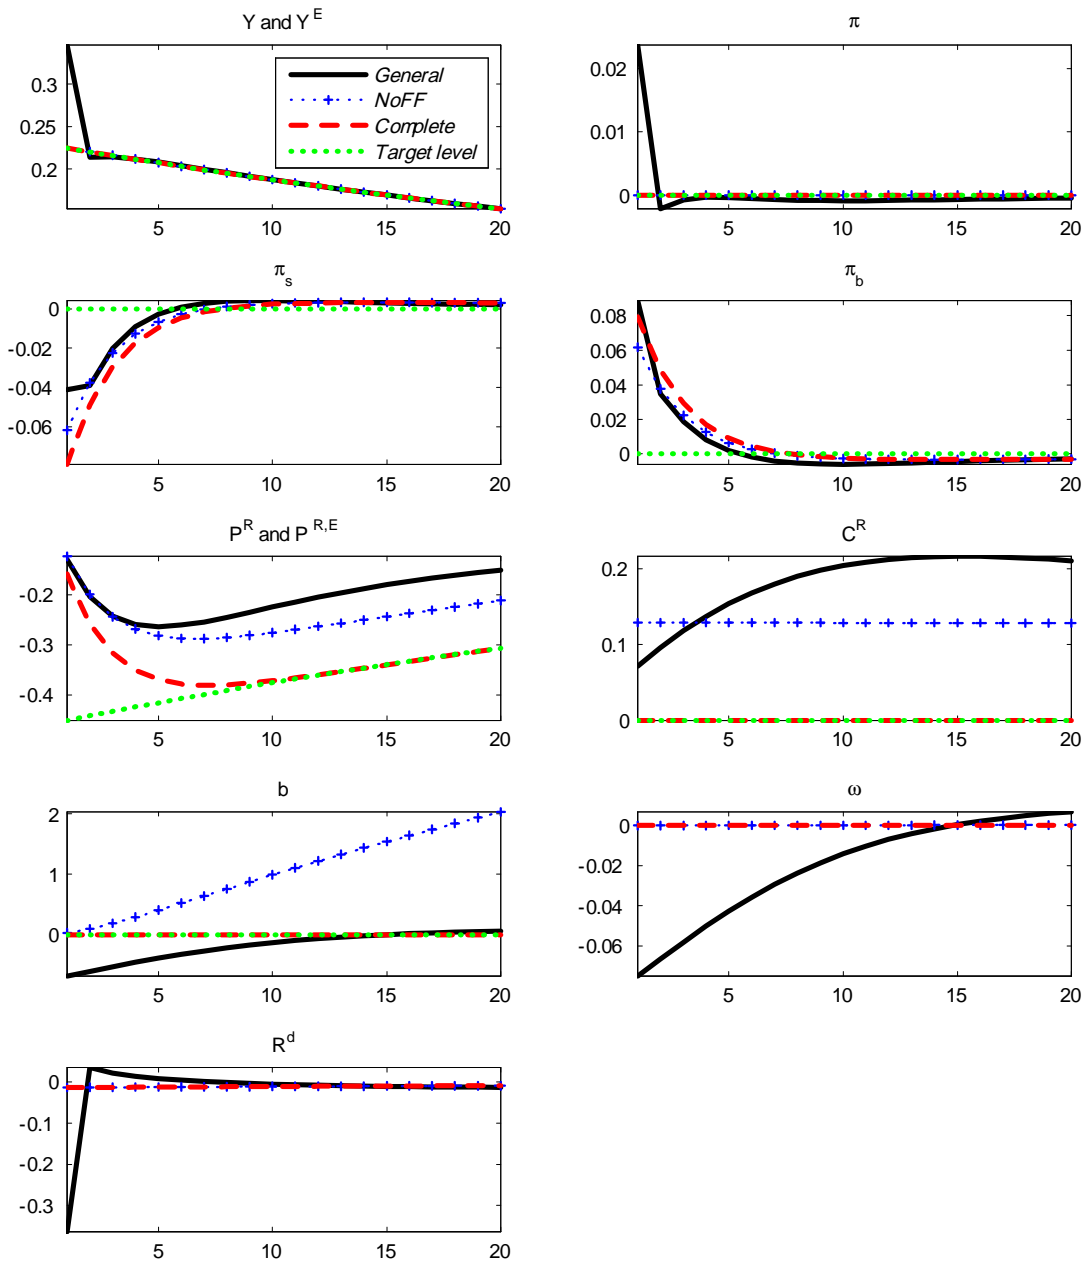 Y and Y^E
π
0.3
0.25
0.2
General
NoFF
Complete
Target level
0.02
0.01
0
5 10 15 20
5 10 15 20
π_s
π_b
0
-0.02
-0.04
-0.06
0.08
0.06
0.04
0.02
0
5 10 15 20
5 10 15 20
P^R and P^R,E
C^R
-0.2
-0.3
-0.4
0.2
0.1
0
5 10 15 20
5 10 15 20
b
ω
2
1
0
0
-0.02
-0.04
-0.06
5 10 15 20
5 10 15 20
R^d
0
-0.1
-0.2
-0.3
5 10 15 20